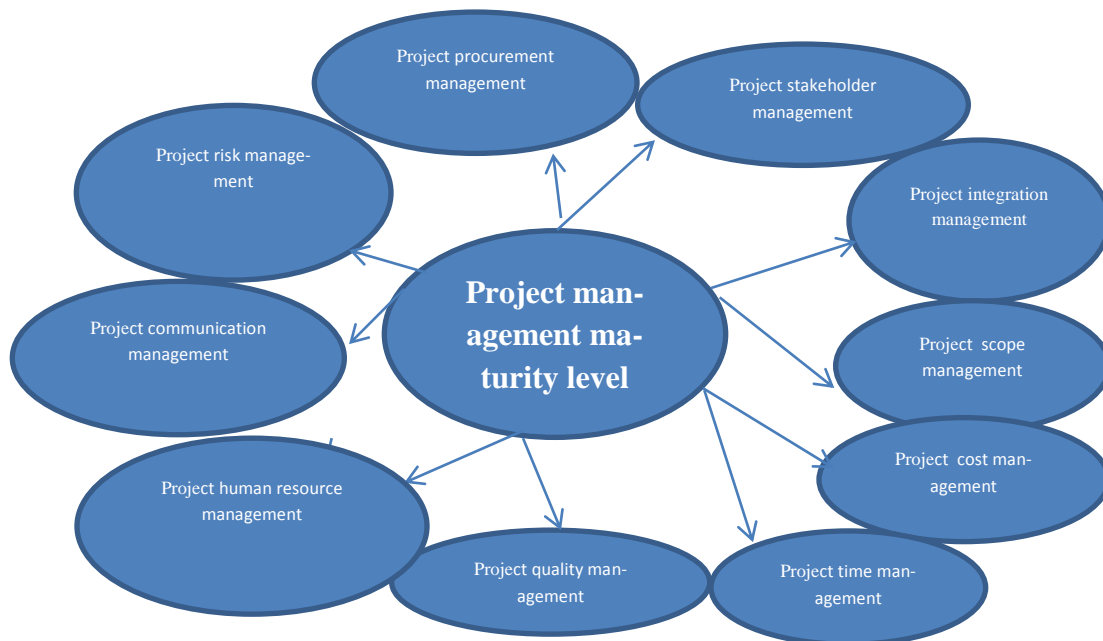 Project procurement
management
Project stakeholder
management
Project risk manage-
ment
Project integration
management
Project man-
agement ma-
turity level
Project communication
management
Project  scope
management
Project  cost man-
agement
Project human resource
management
Project quality man-
agement
Project time man-
agement